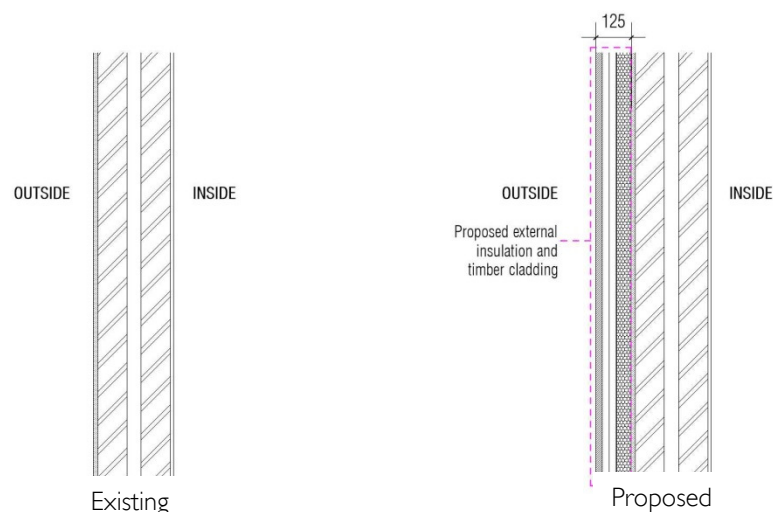 125
OUTSIDE
INSIDE
OUTSIDE
INSIDE
Proposed external
insulation and
timber cladding
Existing
Proposed